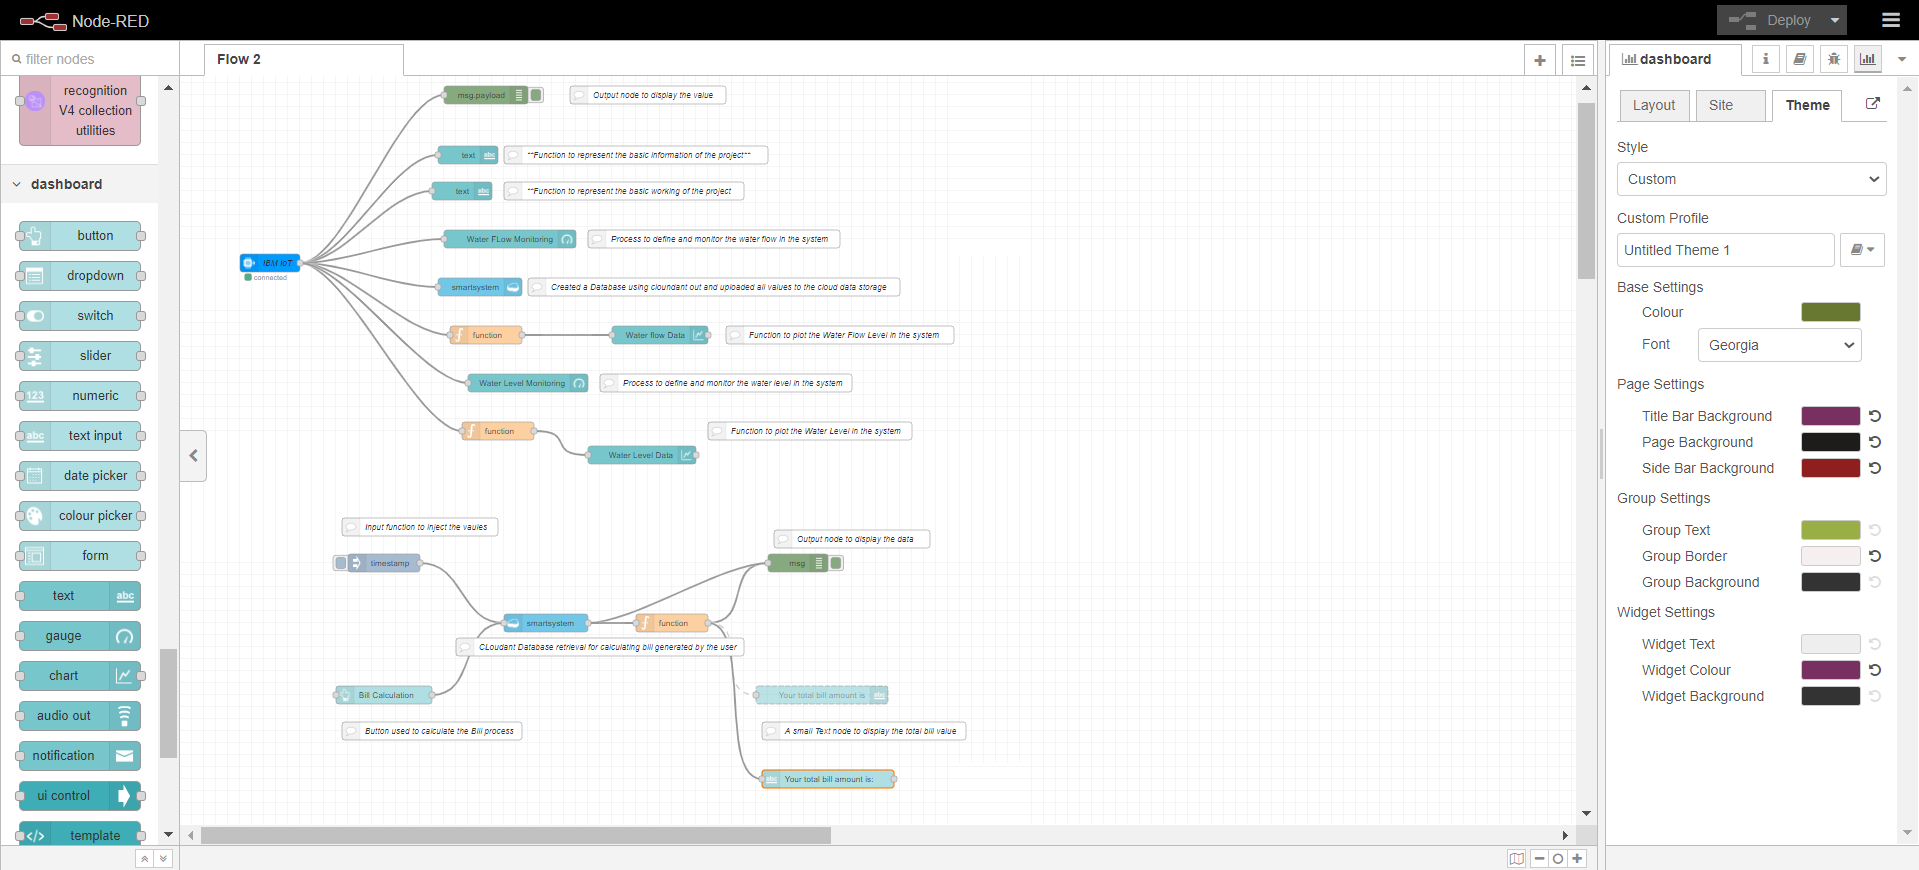 Node-RED
Deploy
filter nodes
Flow 2
dashboard
recognition
V4 collection
utilities
dashboard
button
dropdown
switch
slider
123
numeric
abc
text input
date picker
colour picker
form
text
abc
gauge
chart
audio out
notification
ui control
</>
template
msg.payload
Output node to display the value
text
abc
**Function to represent the basic information of the project**
text
abc
**Function to represent the basic working of the project
Water FLow Monitoring
Process to define and monitor the water flow in the system
IBM IoT
connected
smartsystem
Created a Database using cloundant out and uploaded all values to the cloud data storage
function
Water flow Data
Function to plot the Water Flow Level in the system
Water Level Monitoring
Process to define and monitor the water level in the system
function
Function to plot the Water Level in the system
Water Level Data
Input function to inject the vaules
Output node to display the data
timestamp
msg
smartsystem
function
CLoudant Database retrieval for calculating bill generated by the user
Bill Calculation
Your total bill amount is
abc
Button used to calculate the Bill process
A small Text node to display the total bill value
abc
Your total bill amount is:
Layout
Site
Theme
Style
Custom
Custom Profile
Untitled Theme 1
Base Settings
Colour
Font
Georgia
Page Settings
Title Bar Background
Page Background
Side Bar Background
Group Settings
Group Text
Group Border
Group Background
Widget Settings
Widget Text
Widget Colour
Widget Background